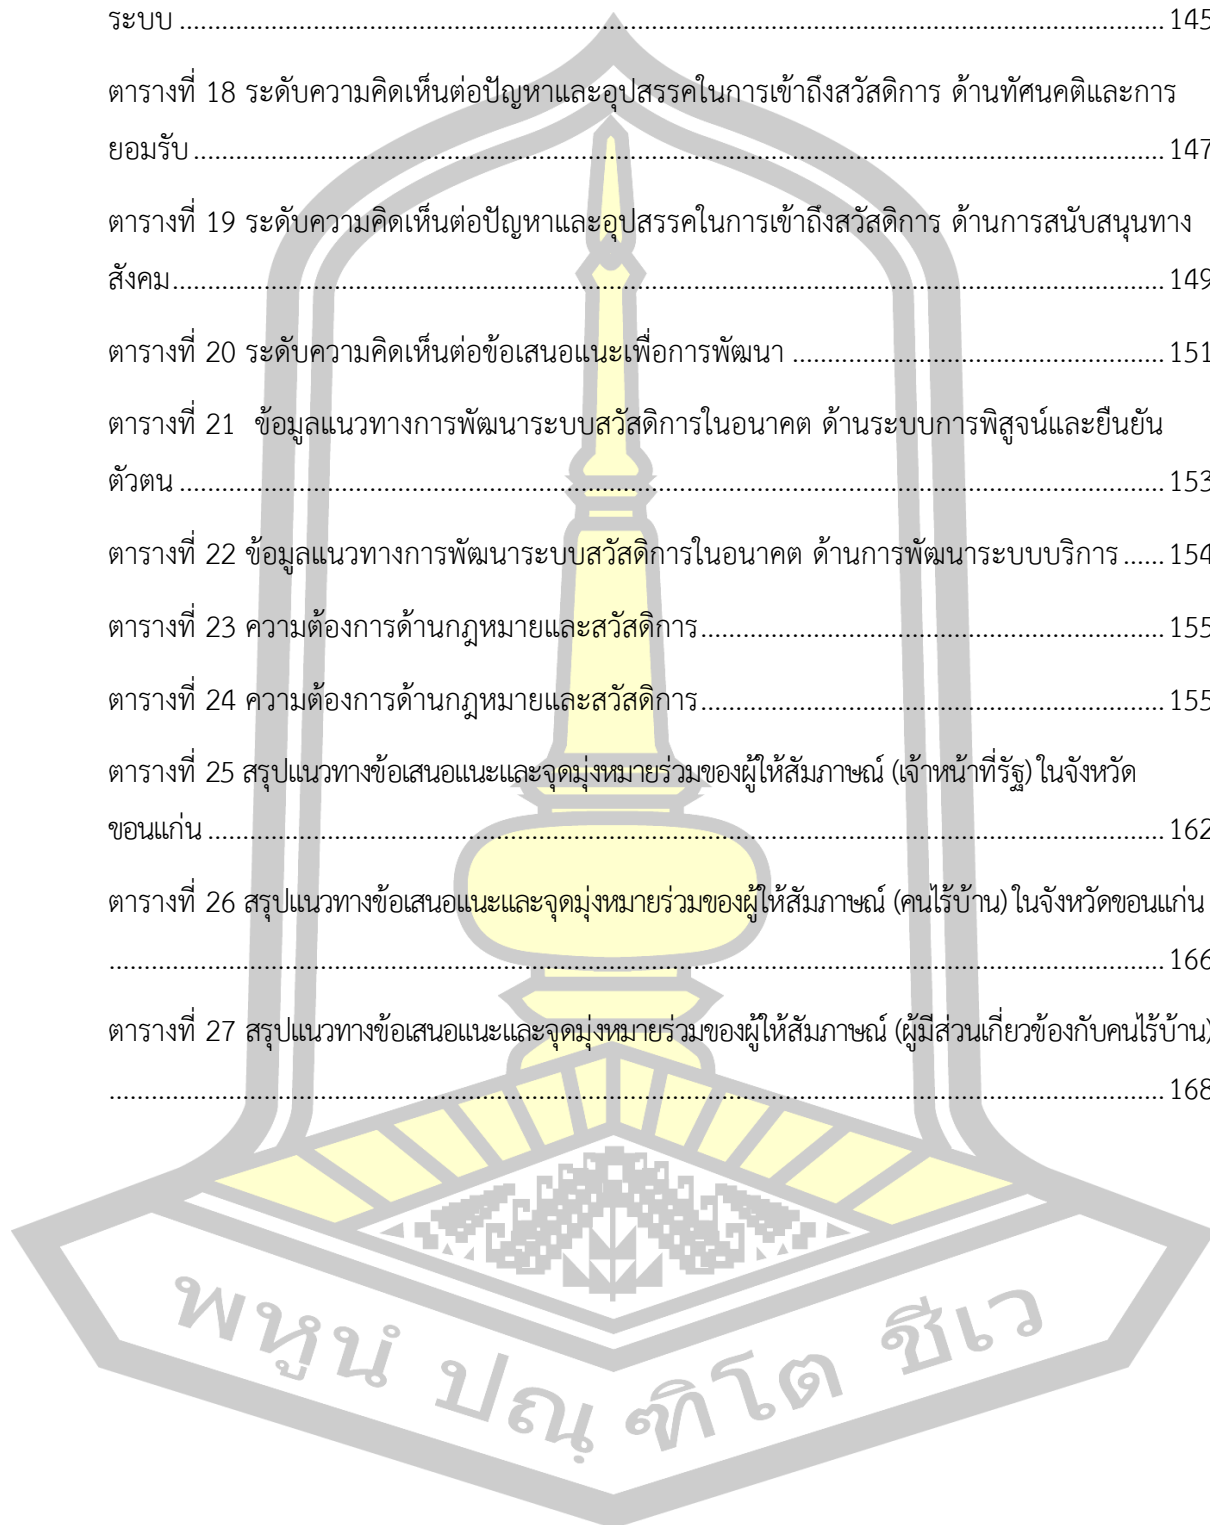 ระบบ ........................................................................................................................ 145
ตารางที่ 18 ระดับความคิดเห็นต่อปัญหาและอุปสรรคในการเข้าถึงสวัสดิการ ด้านทัศนคติและการ
ยอมรับ ...................................................................................................................... 147
ตารางที่ 19 ระดับความคิดเห็นต่อปัญหาและอุปสรรคในการเข้าถึงสวัสดิการ ด้านการสนับสนุนทาง
สังคม ........................................................................................................................ 149
ตารางที่ 20 ระดับความคิดเห็นต่อข้อเสนอแนะเพื่อการพัฒนา ............................................. 151
ตารางที่ 21 ข้อมูลแนวทางการพัฒนาระบบสวัสดิการในอนาคต ด้านระบบการพิสูจน์และยืนยัน
ตัวตน ........................................................................................................................ 153
ตารางที่ 22 ข้อมูลแนวทางการพัฒนาระบบสวัสดิการในอนาคต ด้านการพัฒนาระบบบริการ ...... 154
ตารางที่ 23 ความต้องการด้านกฎหมายและสวัสดิการ ......................................................... 155
ตารางที่ 24 ความต้องการด้านกฎหมายและสวัสดิการ ......................................................... 155
ตารางที่ 25 สรุปแนวทางข้อเสนอแนะและจุดมุ่งหมายร่วมของผู้ให้สัมภาษณ์ (เจ้าหน้าที่รัฐ) ในจังหวัด
ขอนแก่น .................................................................................................................... 162
ตารางที่ 26 สรุปแนวทางข้อเสนอแนะและจุดมุ่งหมายร่วมของผู้ให้สัมภาษณ์ (คนไร้บ้าน) ในจังหวัดขอนแก่น
................................................................................................................................ 166
ตารางที่ 27 สรุปแนวทางข้อเสนอแนะและจุดมุ่งหมายร่วมของผู้ให้สัมภาษณ์ (ผู้มีส่วนเกี่ยวข้องกับคนไร้บ้าน)
................................................................................................................................ 168
พหูนํ ปณฺฑิโต ชีเว